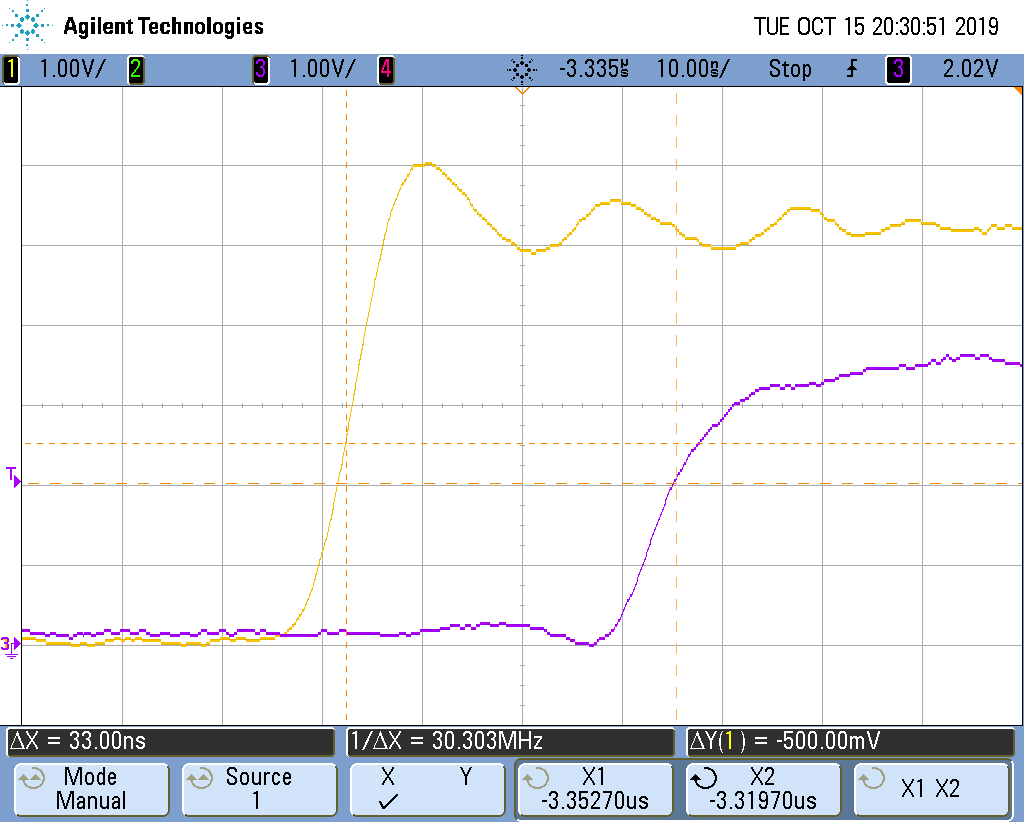 Agilent Technologies TUE OCT 15 20:30:51 2019
1 1.00V/ 2 3 1.00V/ 4 -3.335µs 10.00ns/ Stop 3 2.02V
T
3
ΔX = 33.00ns 1/ΔX = 30.303MHz ΔY(1) = -500.00mV
Mode Source X Y X1 X2 X1 X2
Manual 1 -3.35270us -3.31970us